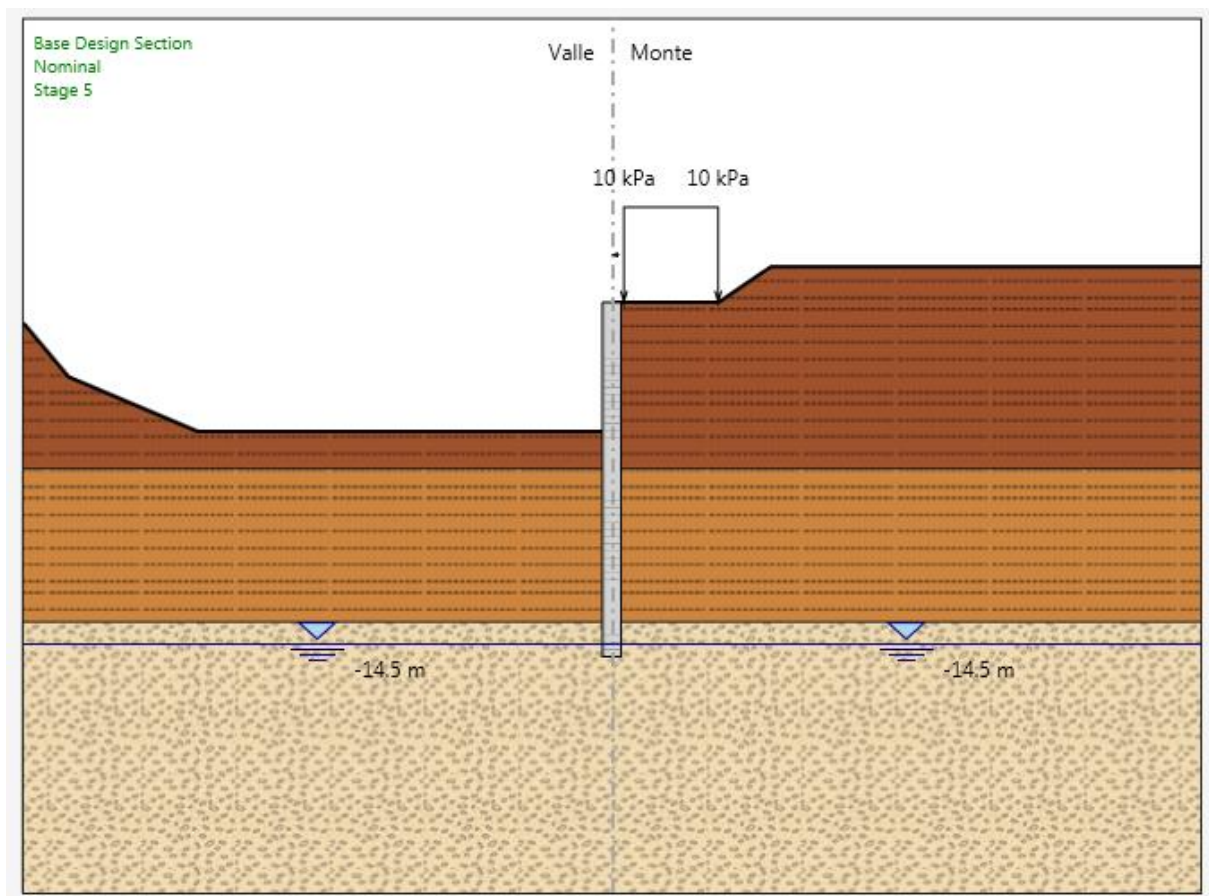 Base Design Section
Nominal
Stage 5
Valle
Monte
10 kPa
10 kPa
-14.5 m
-14.5 m